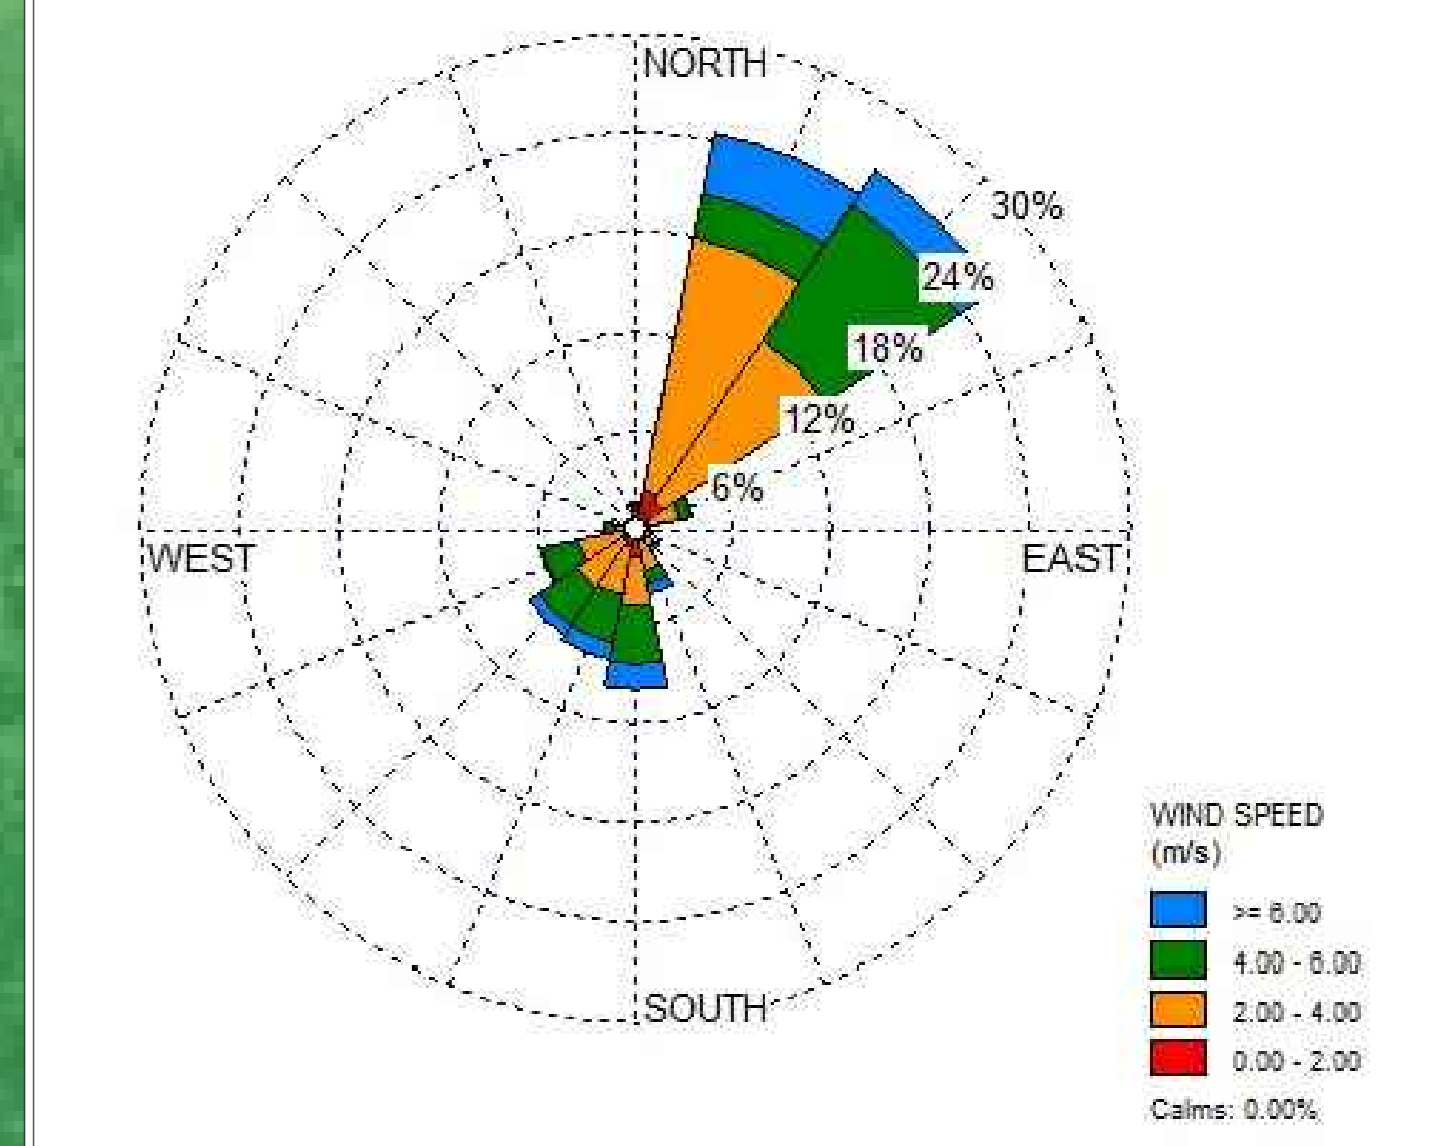 NORTH
30%
24%
18%
12%
6%
WEST
EAST
SOUTH
WIND SPEED
(m/s)
>= 6.00
4.00 - 6.00
2.00 - 4.00
0.00 - 2.00
Calms: 0.00%